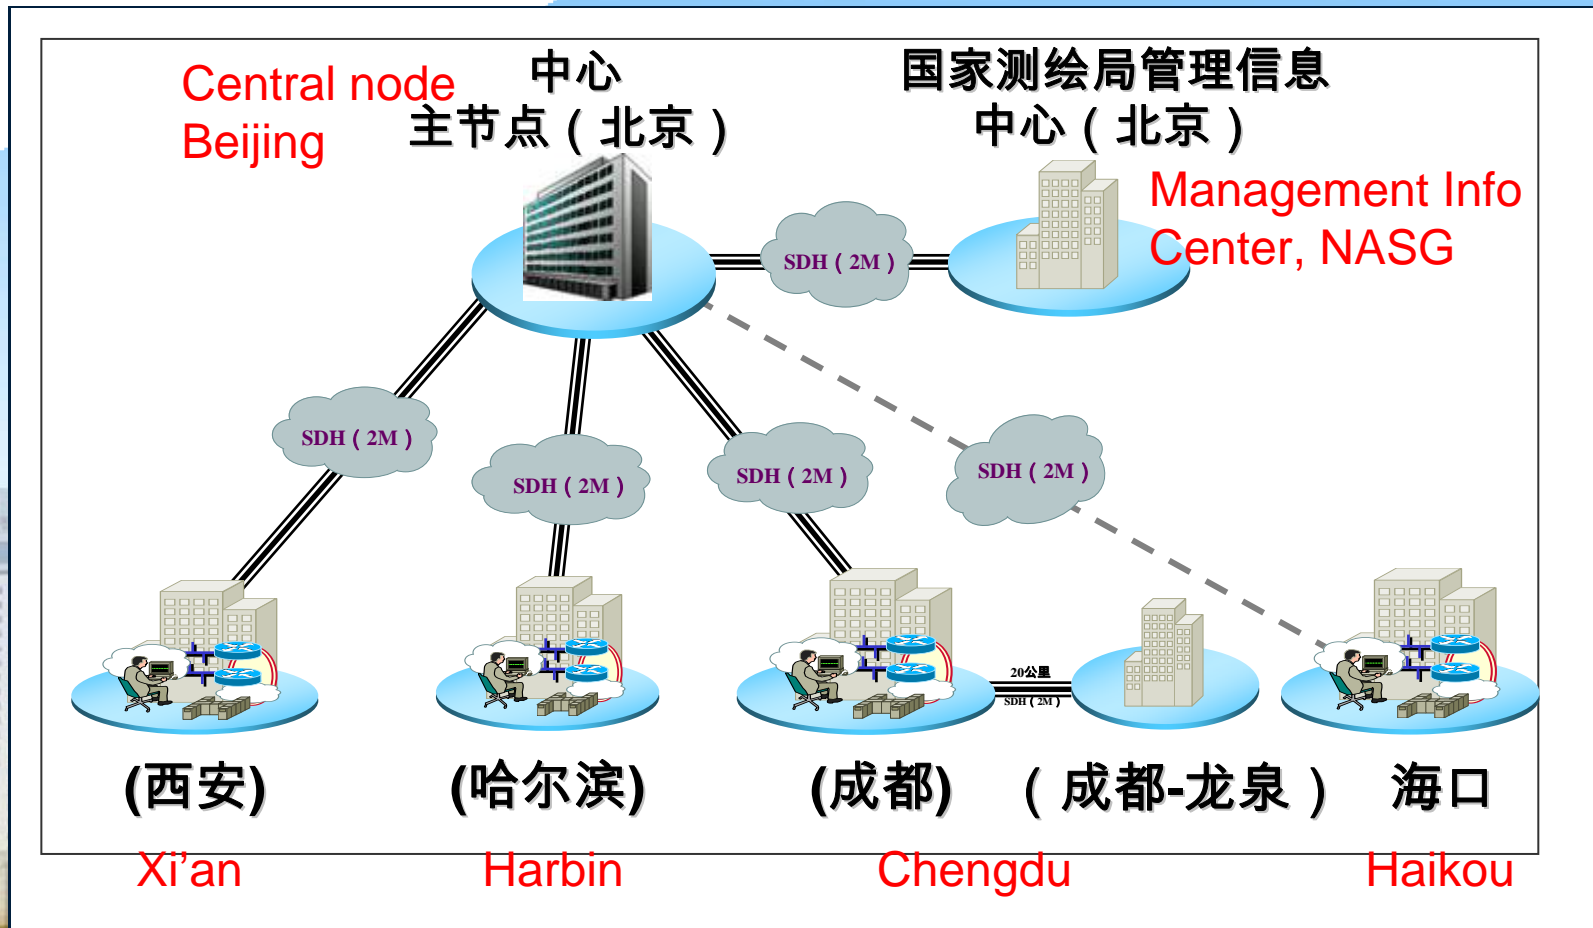 Central node
Beijing
中心
主节点（北京）
国家测绘局管理信息
中心（北京）
Management Info
Center, NASG
SDH（2M）
SDH（2M）
SDH（2M）
SDH（2M）
SDH（2M）
20公里
SDH（2M）
(西安)
(哈尔滨)
(成都)
（成都-龙泉）
海口
Xi’an
Harbin
Chengdu
Haikou